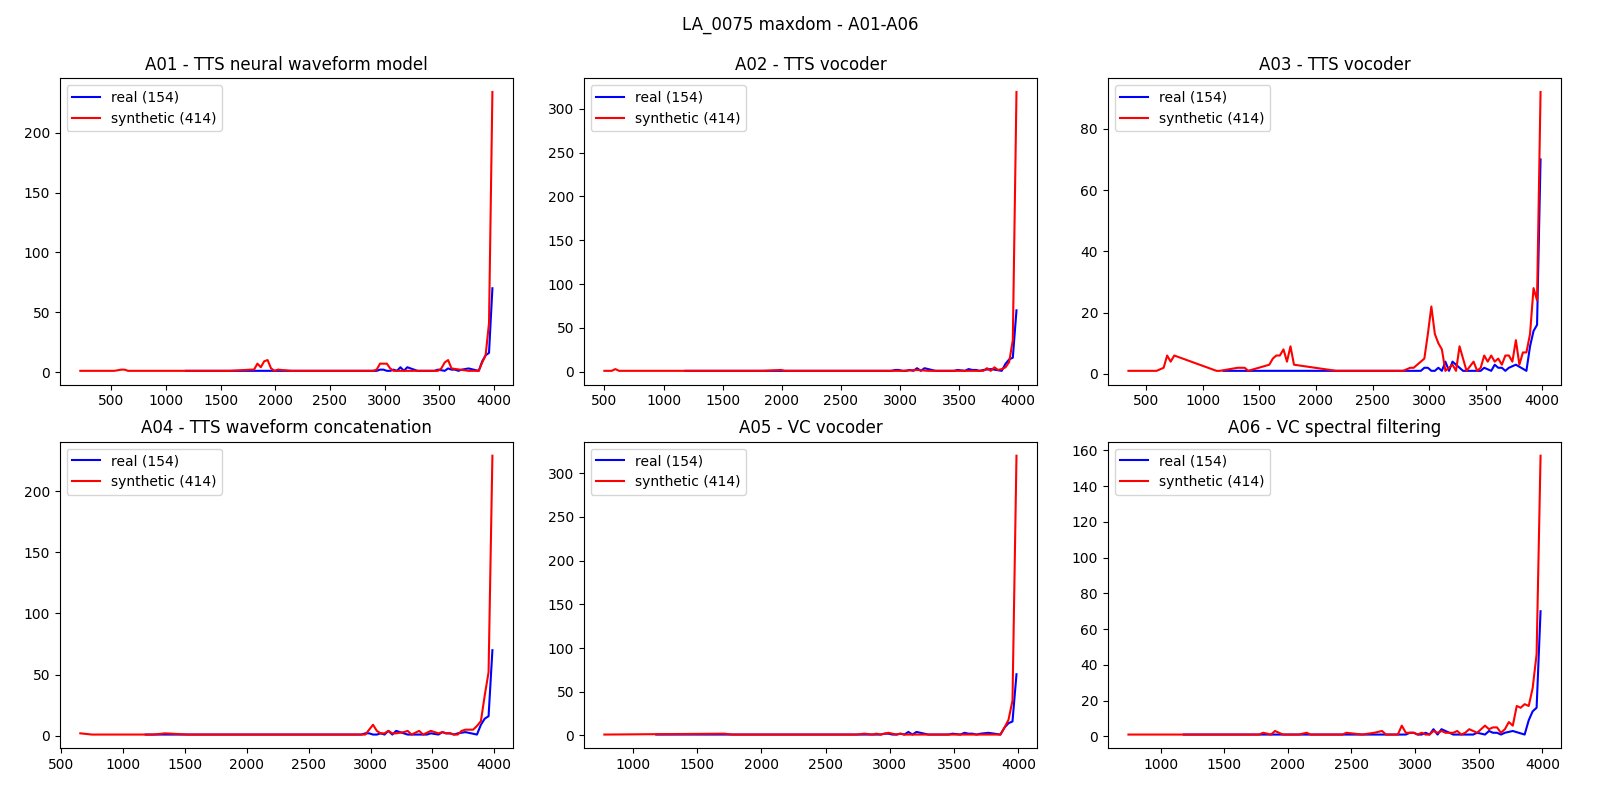 LA_0075 maxdom - A01-A06
A01 - TTS neural waveform model
real (154)
synthetic (414)
200
150
100
50
0
500 1000 1500 2000 2500 3000 3500 4000
A02 - TTS vocoder
real (154)
synthetic (414)
300
250
200
150
100
50
0
500 1000 1500 2000 2500 3000 3500 4000
A03 - TTS vocoder
real (154)
synthetic (414)
80
60
40
20
0
500 1000 1500 2000 2500 3000 3500 4000
A04 - TTS waveform concatenation
real (154)
synthetic (414)
200
150
100
50
0
500 1000 1500 2000 2500 3000 3500 4000
A05 - VC vocoder
real (154)
synthetic (414)
300
250
200
150
100
50
0
1000 1500 2000 2500 3000 3500 4000
A06 - VC spectral filtering
real (154)
synthetic (414)
160
140
120
100
80
60
40
20
0
1000 1500 2000 2500 3000 3500 4000